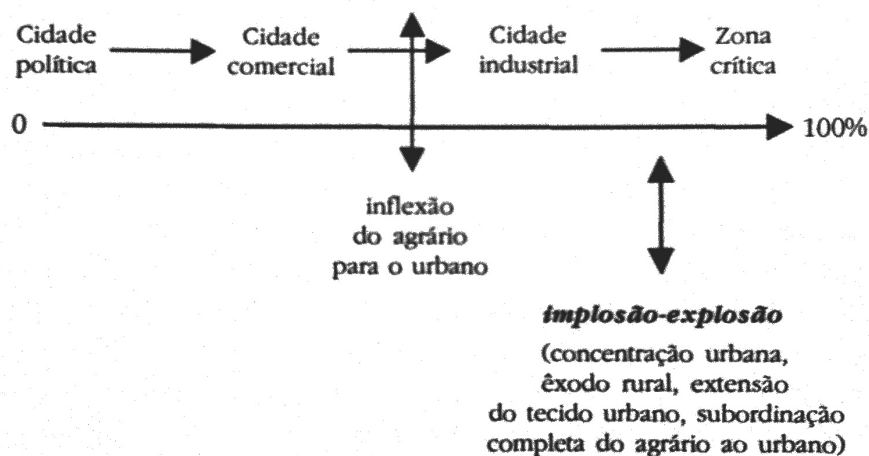 Cidade política
Cidade comercial
Cidade industrial
Zona crítica
0
100%
inflexão
do agrário
para o urbano
implosão-explosão
(concentração urbana,
êxodo rural, extensão
do tecido urbano, subordinação
completa do agrário ao urbano)